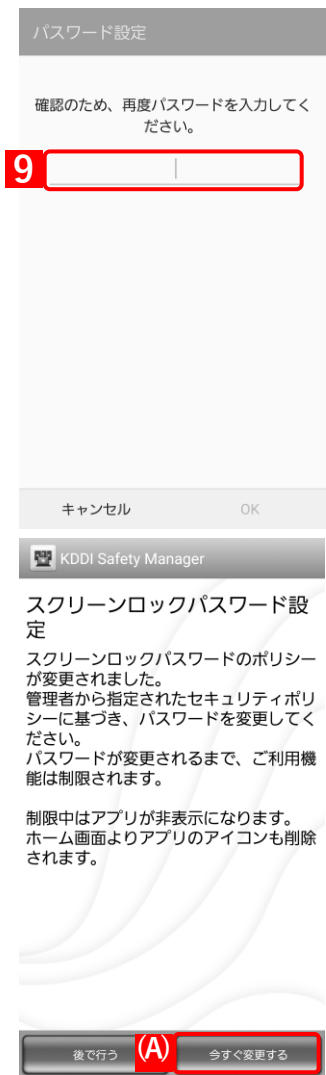 パスワード設定
確認のため、再度パスワードを入力してく
ださい。
9
キャンセル OK
KDDI Safety Manager
スクリーンロックパスワード設
定
スクリーンロックパスワードのポリシー
が変更されました。
管理者から指定されたセキュリティポリ
シーに基づき、パスワードを変更してく
ださい。
パスワードが変更されるまで、ご利用機
能は制限されます。
制限中はアプリが非表示になります。
ホーム画面よりアプリのアイコンも削除
されます。
後で行う (A) 今すぐ変更する